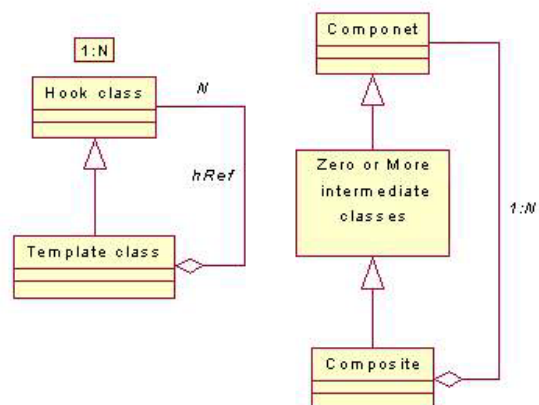 1:N
Hook class
N
hRef
Template class
Componet
Zero or More
intermediate
classes
1:N
Composite